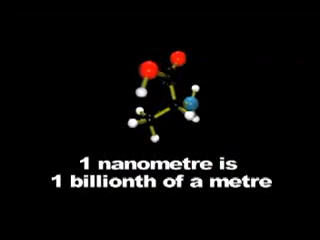 1 nanometre is
1 billionth of a metre